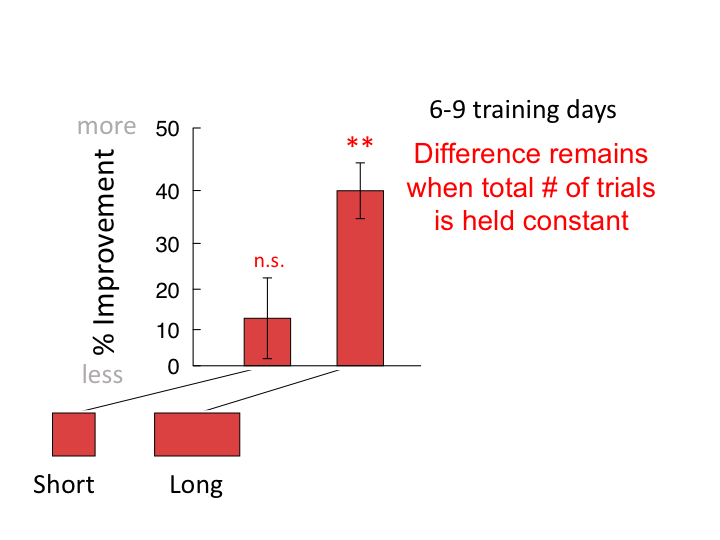 6-9 training days
more
50
**
Difference remains
when total # of trials
is held constant
40
30
n.s.
20
10
0
% Improvement
less
Short
Long